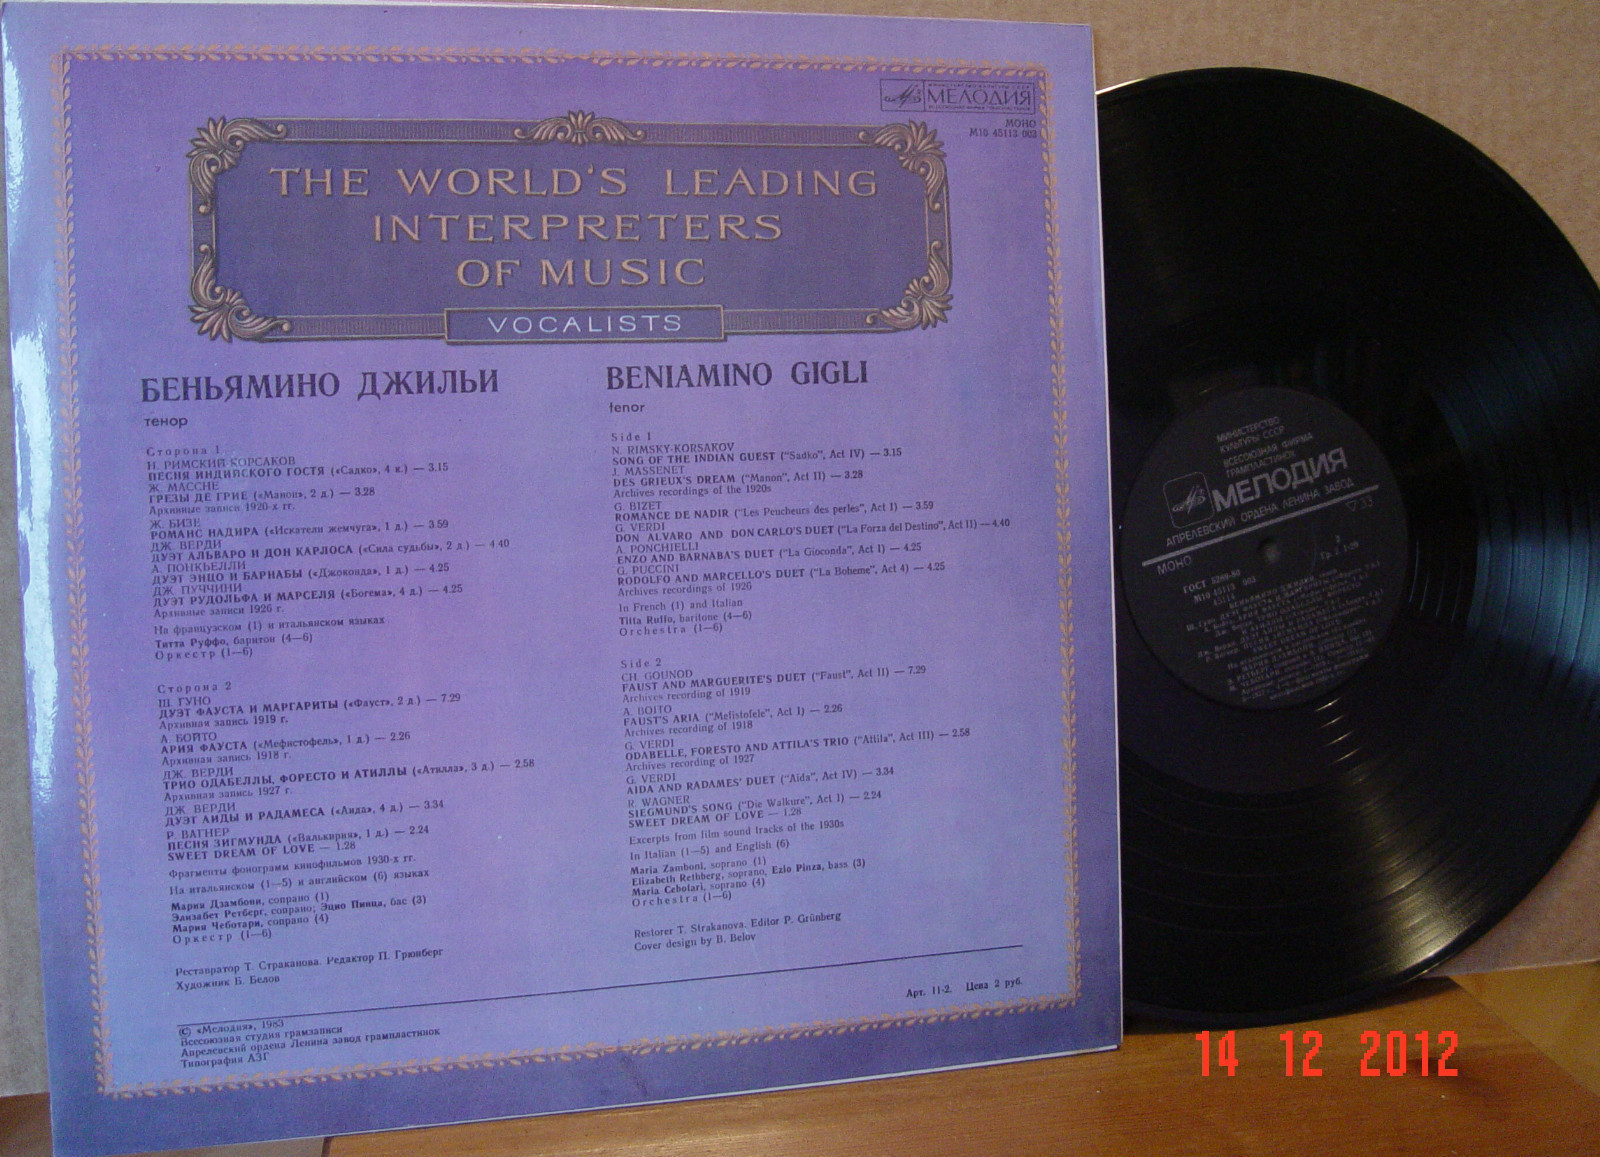 МЕЛОДИЯ
МОНО
М10 45113 003
THE WORLD'S LEADING
INTERPRETERS
OF MUSIC
VOCALISTS
БЕНЬЯМИНО ДЖИЛЬИ
тенор
Сторона 1
Н. РИМСКИЙ-КОРСАКОВ
ПЕСНЯ ИНДИЙСКОГО ГОСТЯ («Садко», 4 к.) — 3.15
Ж. МАССНЕ
ГРЕЗЫ ДЕ ГРИЕ («Манон», 2 д.) — 3.28
Архивные записи 1920-х гг.
Ж. БИЗЕ
РОМАНС НАДИРА («Искатели жемчуга», 1 д.) — 3.59
ДЖ. ВЕРДИ
ДУЭТ АЛЬВАРО И ДОН КАРЛОСА («Сила судьбы», 2 д.) — 4.40
А. ПОНКЬЕЛЛИ
ДУЭТ ЭНЦО И БАРНАБЫ («Джоконда», 1 д.) — 4.25
ДЖ. ПУЧЧИНИ
ДУЭТ РУДОЛЬФА И МАРСЕЛЯ («Богема», 4 д.) — 4.25
Архивные записи 1926 г.
На французском (1) и итальянском языках
Титта Руффо, баритон (4—6)
Оркестр (1—6)
Сторона 2
Ш. ГУНО
ДУЭТ ФАУСТА И МАРГАРИТЫ («Фауст», 2 д.) — 7.29
Архивная запись 1919 г.
А. БОЙТО
АРИЯ ФАУСТА («Мефистофель», 1 д.) — 2.26
Архивная запись 1918 г.
ДЖ. ВЕРДИ
ТРИО ОДАБЕЛЛЫ, ФОРЕСТО И АТИЛЛЫ («Атилла», 3 д.) — 2.58
Архивная запись 1927 г.
ДЖ. ВЕРДИ
ДУЭТ АИДЫ И РАДАМЕСА («Аида», 4 д.) — 3.34
Р. ВАГНЕР
ПЕСНЯ ЗИГМУНДА («Валькирия», 1 д.) — 2.24
SWEET DREAM OF LOVE — 1.28
Фрагменты фонограмм кинофильмов 1930-х гг.
На итальянском (1—5) и английском (6) языках
Мария Дзамбони, сопрано (1)
Элизабет Ретберг, сопрано; Эцио Пинца, бас (3)
Мария Чеботари, сопрано (4)
Оркестр (1—6)
Реставратор Т. Страканова. Редактор П. Грюнберг
Художник Б. Белов
BENIAMINO GIGLI
tenor
Side 1
N. RIMSKY-KORSAKOV
SONG OF THE INDIAN GUEST ("Sadko", Act IV) — 3.15
J. MASSENET
DES GRIEUX'S DREAM ("Manon", Act II) — 3.28
Archives recordings of the 1920s
G. BIZET
ROMANCE DE NADIR ("Les Peucheurs des perles", Act I) — 3.59
G. VERDI
DON ALVARO AND DON CARLO'S DUET ("La Forza del Destino", Act II) — 4.40
A. PONCHIELLI
ENZO AND BARNABA'S DUET ("La Gioconda", Act I) — 4.25
G. PUCCINI
RODOLFO AND MARCELLO'S DUET ("La Boheme", Act 4) — 4.25
Archives recordings of 1926
In French (1) and Italian
Titta Ruffo, baritone (4—6)
Orchestra (1—6)
Side 2
CH. GOUNOD
FAUST AND MARGUERITE'S DUET ("Faust", Act II) — 7.29
Archives recording of 1919
A. BOITO
FAUST'S ARIA ("Mefistofele", Act I) — 2.26
Archives recording of 1918
G. VERDI
ODABELLE, FORESTO AND ATTILA'S TRIO ("Attila", Act III) — 2.58
Archives recording of 1927
G. VERDI
AIDA AND RADAMES' DUET ("Aida", Act IV) — 3.34
R. WAGNER
SIEGMUND'S SONG ("Die Walkure", Act I) — 2.24
SWEET DREAM OF LOVE — 1.28
Excerpts from film sound tracks of the 1930s
In Italian (1—5) and English (6)
Maria Zamboni, soprano (1)
Elizabeth Rethberg, soprano, Ezio Pinza, bass (3)
Maria Cebotari, soprano (4)
Orchestra (1—6)
Restorer T. Strakanova. Editor P. Grünberg
Cover design by B. Belov
Арт. 11-2. Цена 2 руб.
(С) «Мелодия», 1983
Всесоюзная студия грамзаписи
Апрелевский ордена Ленина завод грампластинок
Типография АЗГ
МИНИСТЕРСТВО
КУЛЬТУРЫ СССР
ВСЕСОЮЗНАЯ ФИРМА
ГРАМПЛАСТИНОК
МЕЛОДИЯ
АПРЕЛЕВСКИЙ ОРДЕНА ЛЕНИНА ЗАВОД
МОНО
33
ГОСТ 5289-80
М10 45113 003
14 12 2012